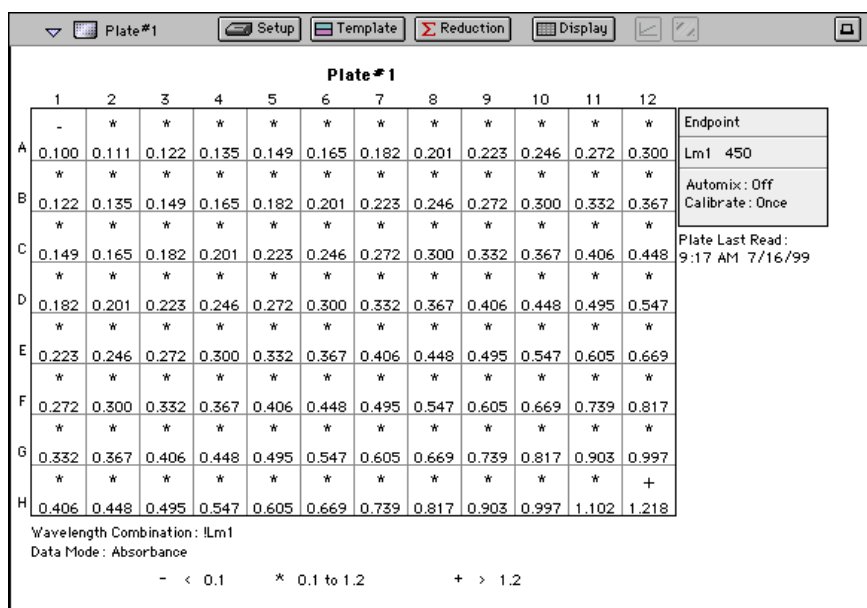 Plate#1 Setup Template Reduction Display
Plate#1
1 2 3 4 5 6 7 8 9 10 11 12
- * * * * * * * * * * * Endpoint
A 0.100 0.111 0.122 0.135 0.149 0.165 0.182 0.201 0.223 0.246 0.272 0.300 Lm1 450
* * * * * * * * * * * * Automix: Off
B 0.122 0.135 0.149 0.165 0.182 0.201 0.223 0.246 0.272 0.300 0.332 0.367 Calibrate: Once
* * * * * * * * * * * * Plate Last Read:
C 0.149 0.165 0.182 0.201 0.223 0.246 0.272 0.300 0.332 0.367 0.406 0.448 9:17 AM 7/16/99
* * * * * * * * * * * *
D 0.182 0.201 0.223 0.246 0.272 0.300 0.332 0.367 0.406 0.448 0.495 0.547
* * * * * * * * * * * *
E 0.223 0.246 0.272 0.300 0.332 0.367 0.406 0.448 0.495 0.547 0.605 0.669
* * * * * * * * * * * *
F 0.272 0.300 0.332 0.367 0.406 0.448 0.495 0.547 0.605 0.669 0.739 0.817
* * * * * * * * * * * *
G 0.332 0.367 0.406 0.448 0.495 0.547 0.605 0.669 0.739 0.817 0.903 0.997
* * * * * * * * * * * +
H 0.406 0.448 0.495 0.547 0.605 0.669 0.739 0.817 0.903 0.997 1.102 1.218
Wavelength Combination: !Lm1
Data Mode: Absorbance
- < 0.1 * 0.1 to 1.2 + > 1.2